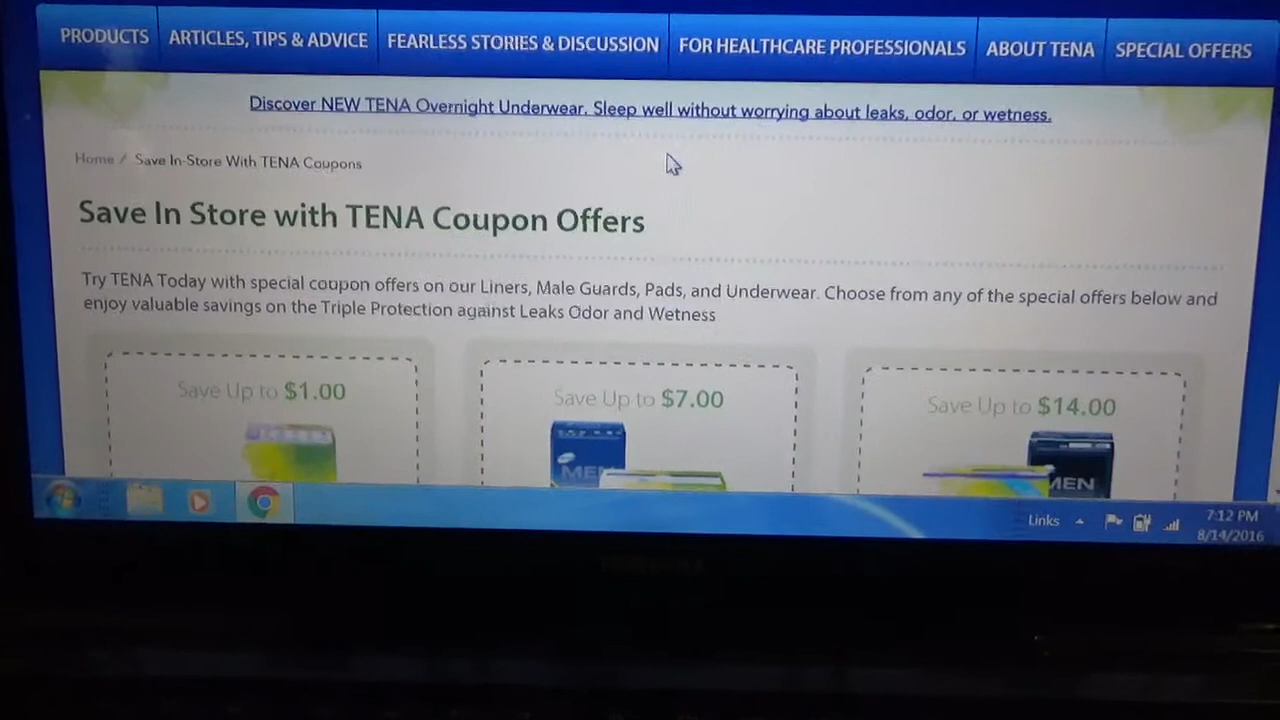 PRODUCTS ARTICLES, TIPS & ADVICE FEARLESS STORIES & DISCUSSION FOR HEALTHCARE PROFESSIONALS ABOUT TENA SPECIAL OFFERS
Discover NEW TENA Overnight Underwear. Sleep well without worrying about leaks, odor, or wetness.
Home / Save In-Store With TENA Coupons
Save In Store with TENA Coupon Offers
Try TENA Today with special coupon offers on our Liners, Male Guards, Pads, and Underwear. Choose from any of the special offers below and
enjoy valuable savings on the Triple Protection against Leaks Odor and Wetness
Save Up to $1.00 Save Up to $7.00 Save Up to $14.00
MEN MEN
Links 7:12 PM
8/14/2016